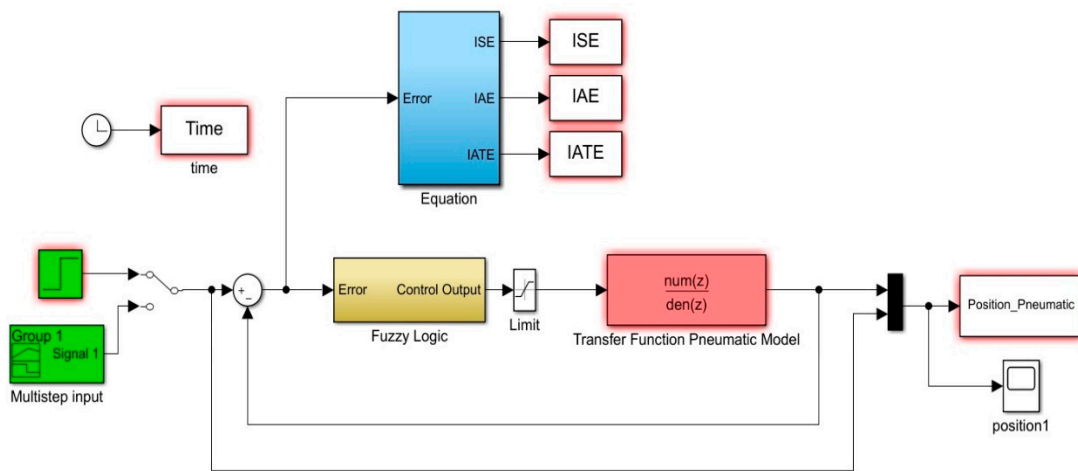 ISE
ISE
Error
IAE
IAE
IATE
IATE
Equation
Time
time
+
−
Error
Control Output
Fuzzy Logic
Limit
num(z)
den(z)
Transfer Function Pneumatic Model
Position_Pneumatic
position1
Group 1
Signal 1
Multistep input